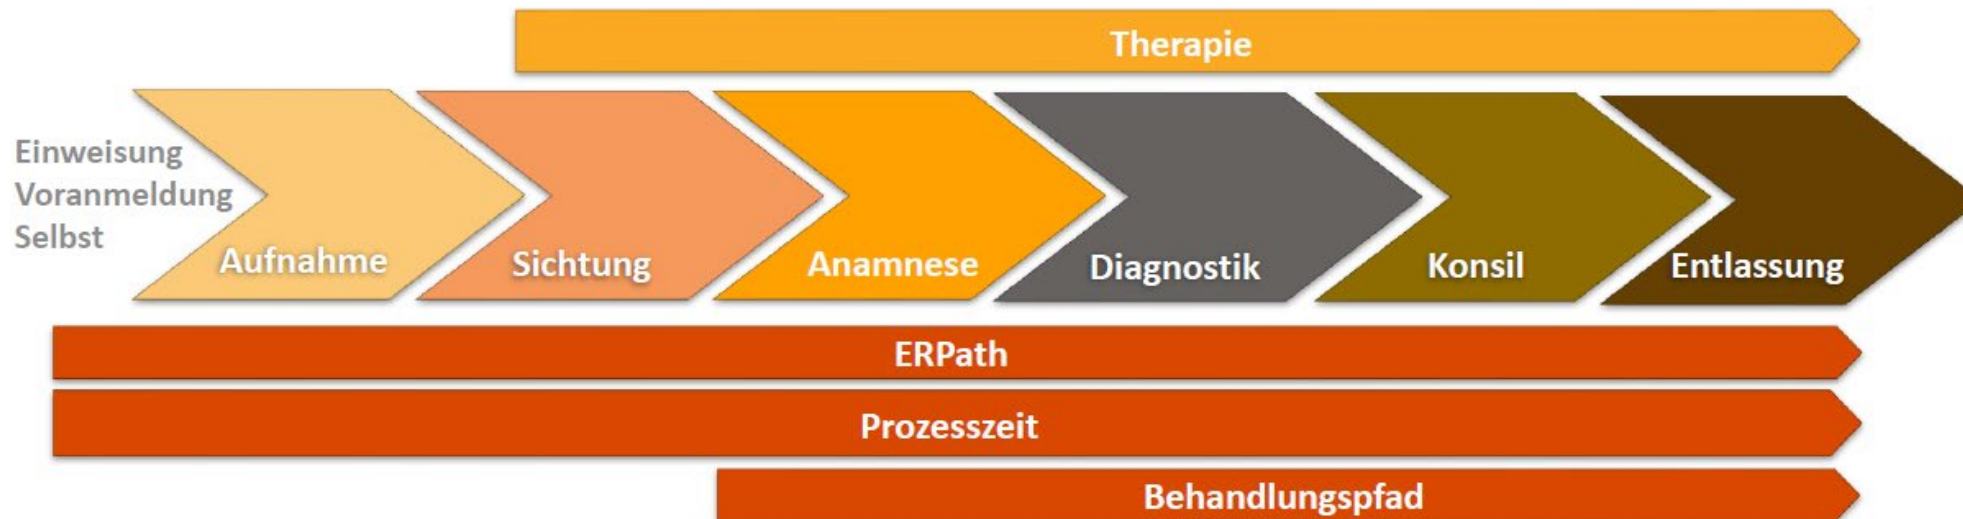 Therapie
Einweisung
Voranmeldung
Selbst
Aufnahme
Sichtung
Anamnese
Diagnostik
Konsil
Entlassung
ERPath
Prozesszeit
Behandlungspfad